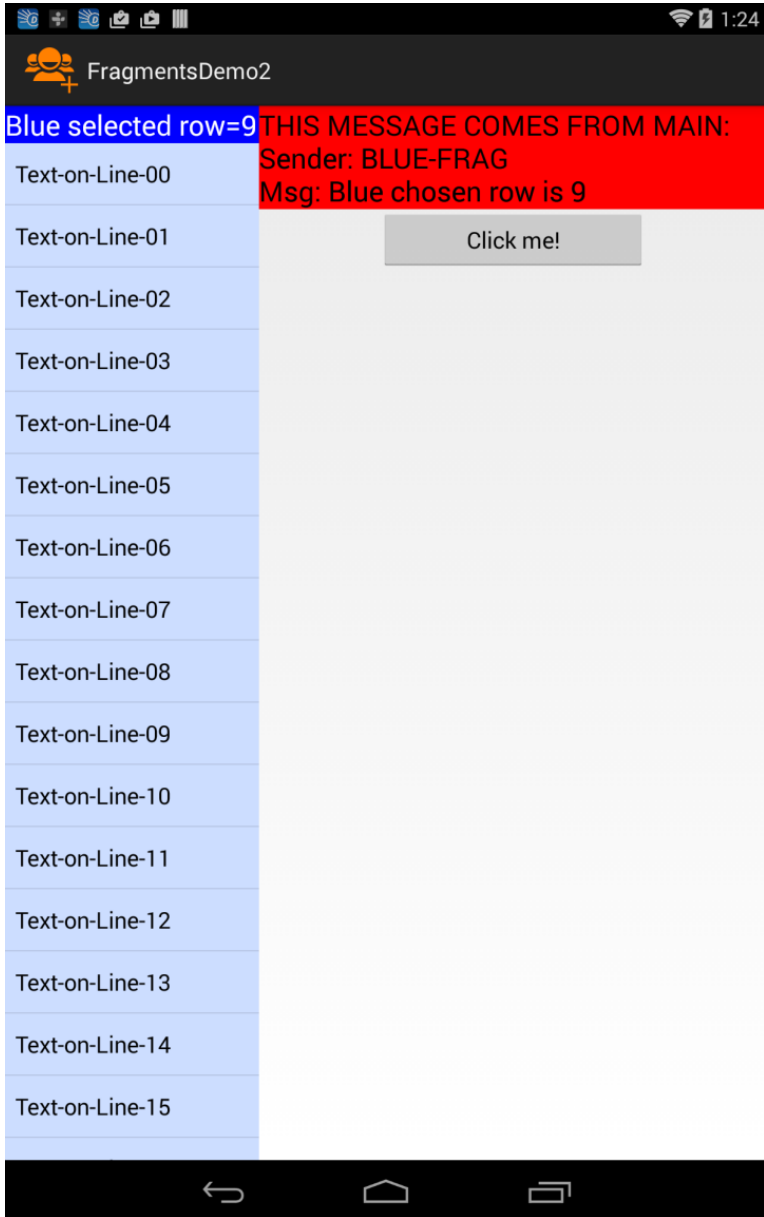 1:24
FragmentsDemo2
Blue selected row=9
Text-on-Line-00
Text-on-Line-01
Text-on-Line-02
Text-on-Line-03
Text-on-Line-04
Text-on-Line-05
Text-on-Line-06
Text-on-Line-07
Text-on-Line-08
Text-on-Line-09
Text-on-Line-10
Text-on-Line-11
Text-on-Line-12
Text-on-Line-13
Text-on-Line-14
Text-on-Line-15
THIS MESSAGE COMES FROM MAIN:
Sender: BLUE-FRAG
Msg: Blue chosen row is 9
Click me!